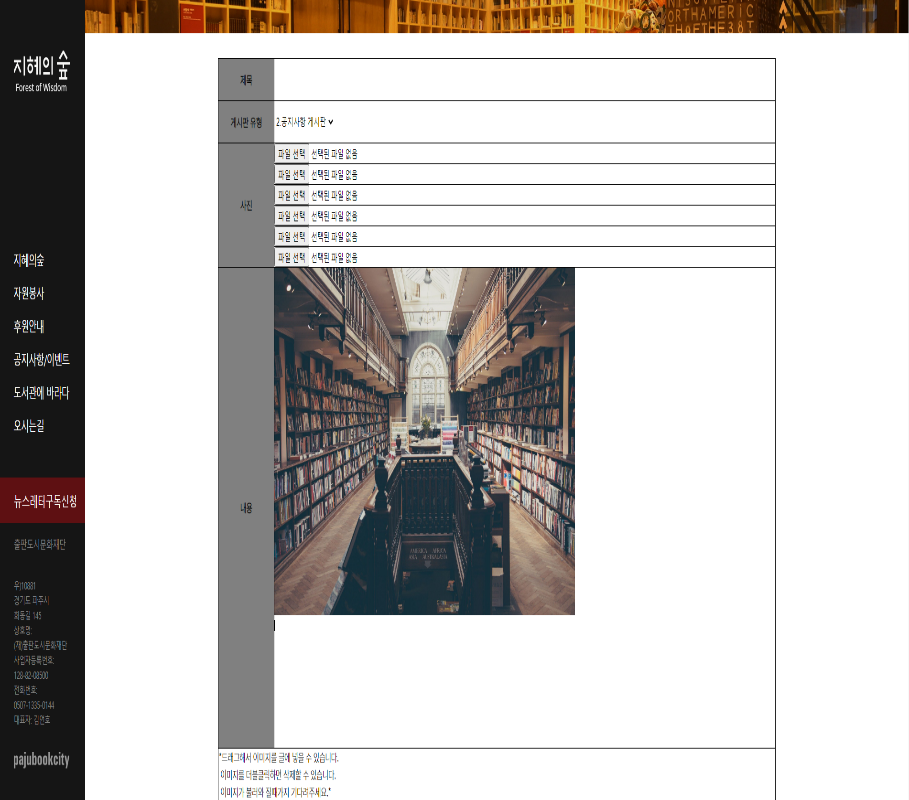 지혜의 숲
Forest of Wisdom
지혜의숲
자원봉사
후원안내
공지사항/이벤트
도서관에 바라다
오시는길
뉴스레터구독신청
출판도시문화재단
우)10881
경기도 파주시
회동길 145
상호명:
(재)출판도시문화재단
사업자등록번호:
128-82-08500
전화번호:
0507-1335-0144
대표자: 김언호
pajubookcity
제목
게시판 유형
2.공지사항 게시판
사진
파일 선택 선택된 파일 없음
파일 선택 선택된 파일 없음
파일 선택 선택된 파일 없음
파일 선택 선택된 파일 없음
파일 선택 선택된 파일 없음
파일 선택 선택된 파일 없음
내용
*드래그해서 이미지를 글에 넣을 수 있습니다.
이미지를 더블클릭하면 삭제할 수 있습니다.
이미지가 불러와 질때까지 기다려주세요.*